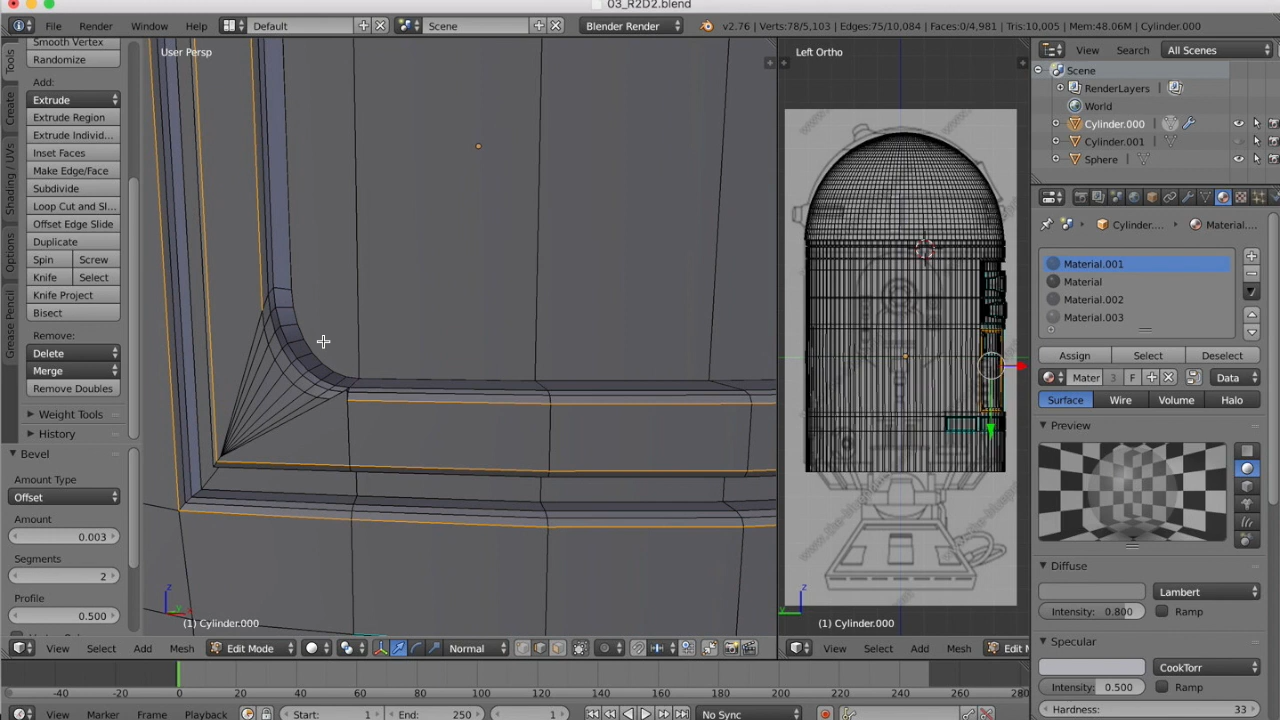 03_R2D2.blend
File Render Window Help Default Scene Blender Render v2.76 | Verts:78/5,103 | Edges:75/10,084 | Faces:0/4,981 | Tris:10,005 | Mem:48.06M | Cylinder.000
Tools
Create
Shading / UVs
Options
Grease Pencil
Smooth Vertex
Randomize
Add:
Extrude
Extrude Region
Extrude Individ...
Inset Faces
Make Edge/Face
Subdivide
Loop Cut and Sl...
Offset Edge Slide
Duplicate
Spin Screw
Knife Select
Knife Project
Bisect
Remove:
Delete
Merge
Remove Doubles
Weight Tools
History
Bevel
Amount Type
Offset
Amount
0.003
Segments
2
Profile
0.500
User Persp
z
(1) Cylinder.000
View Select Add Mesh Edit Mode Normal
Left Ortho
z
(1) Cylinder.000
View Select Add Mesh Edit M
View Search All Scenes
Scene
RenderLayers
World
Cylinder.000
Cylinder.001
Sphere
Cylinder.... Material....
Material.001
Material
Material.002
Material.003
Assign Select Deselect
Mater 3 F Data
Surface Wire Volume Halo
Preview
Diffuse
Lambert
Intensity: 0.800 Ramp
Specular
CookTorr
Intensity: 0.500 Ramp
Hardness: 33
-40 -20 0 20 40 60 80 100 120 140 160 180 200 220 240 260 280
View Marker Frame Playback Start: 1 End: 250 1 No Sync